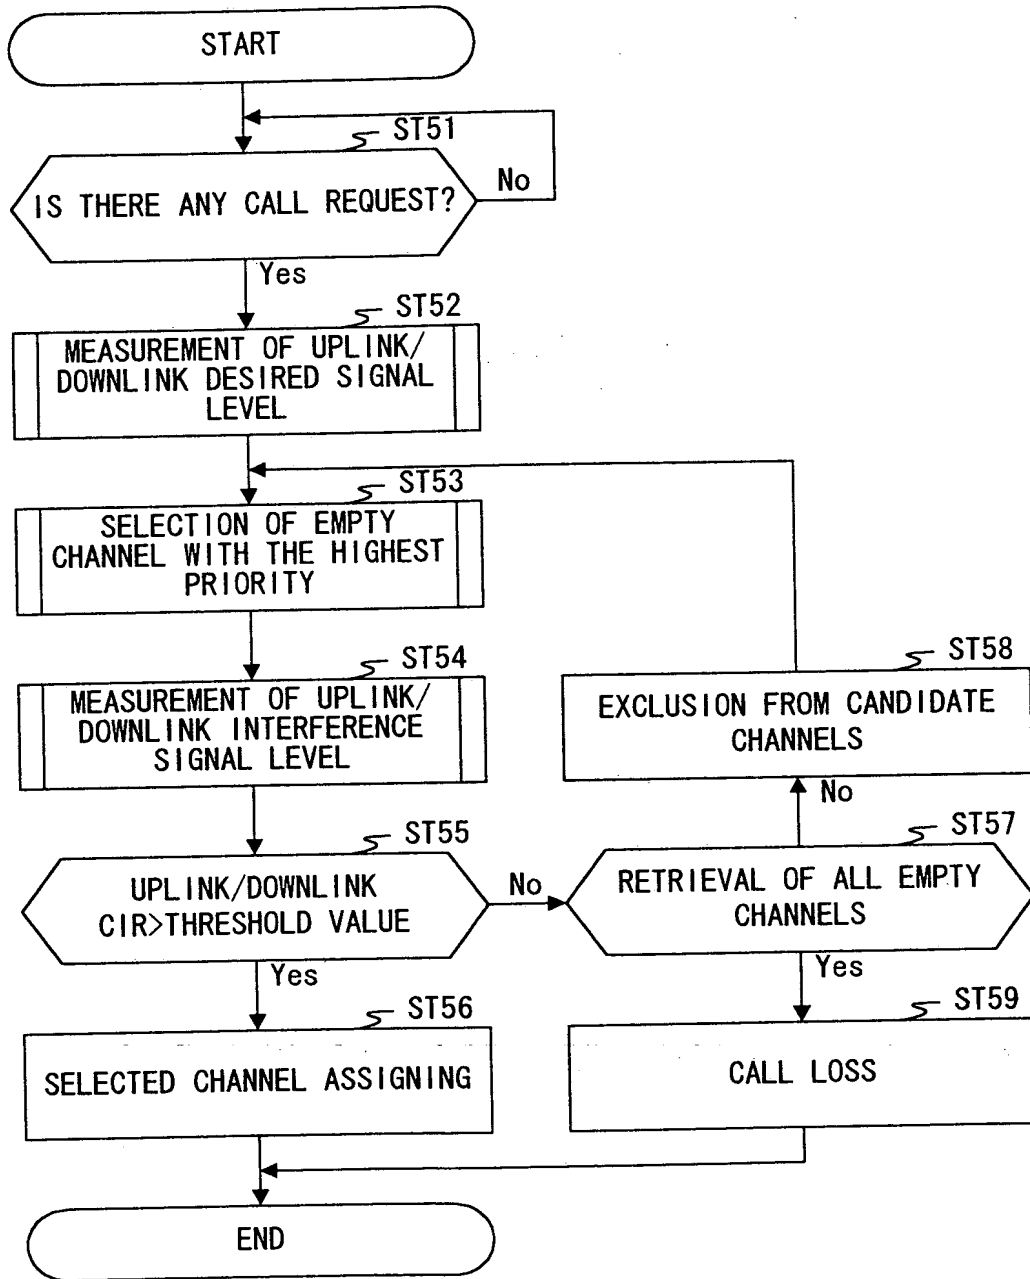 START
ST51
IS THERE ANY CALL REQUEST?
No
Yes
ST52
MEASUREMENT OF UPLINK/
DOWNLINK DESIRED SIGNAL
LEVEL
ST53
SELECTION OF EMPTY
CHANNEL WITH THE HIGHEST
PRIORITY
ST54
MEASUREMENT OF UPLINK/
DOWNLINK INTERFERENCE
SIGNAL LEVEL
ST58
EXCLUSION FROM CANDIDATE
CHANNELS
No
ST55
UPLINK/DOWNLINK
CIR>THRESHOLD VALUE
No
ST57
RETRIEVAL OF ALL EMPTY
CHANNELS
Yes
Yes
ST56
SELECTED CHANNEL ASSIGNING
ST59
CALL LOSS
END